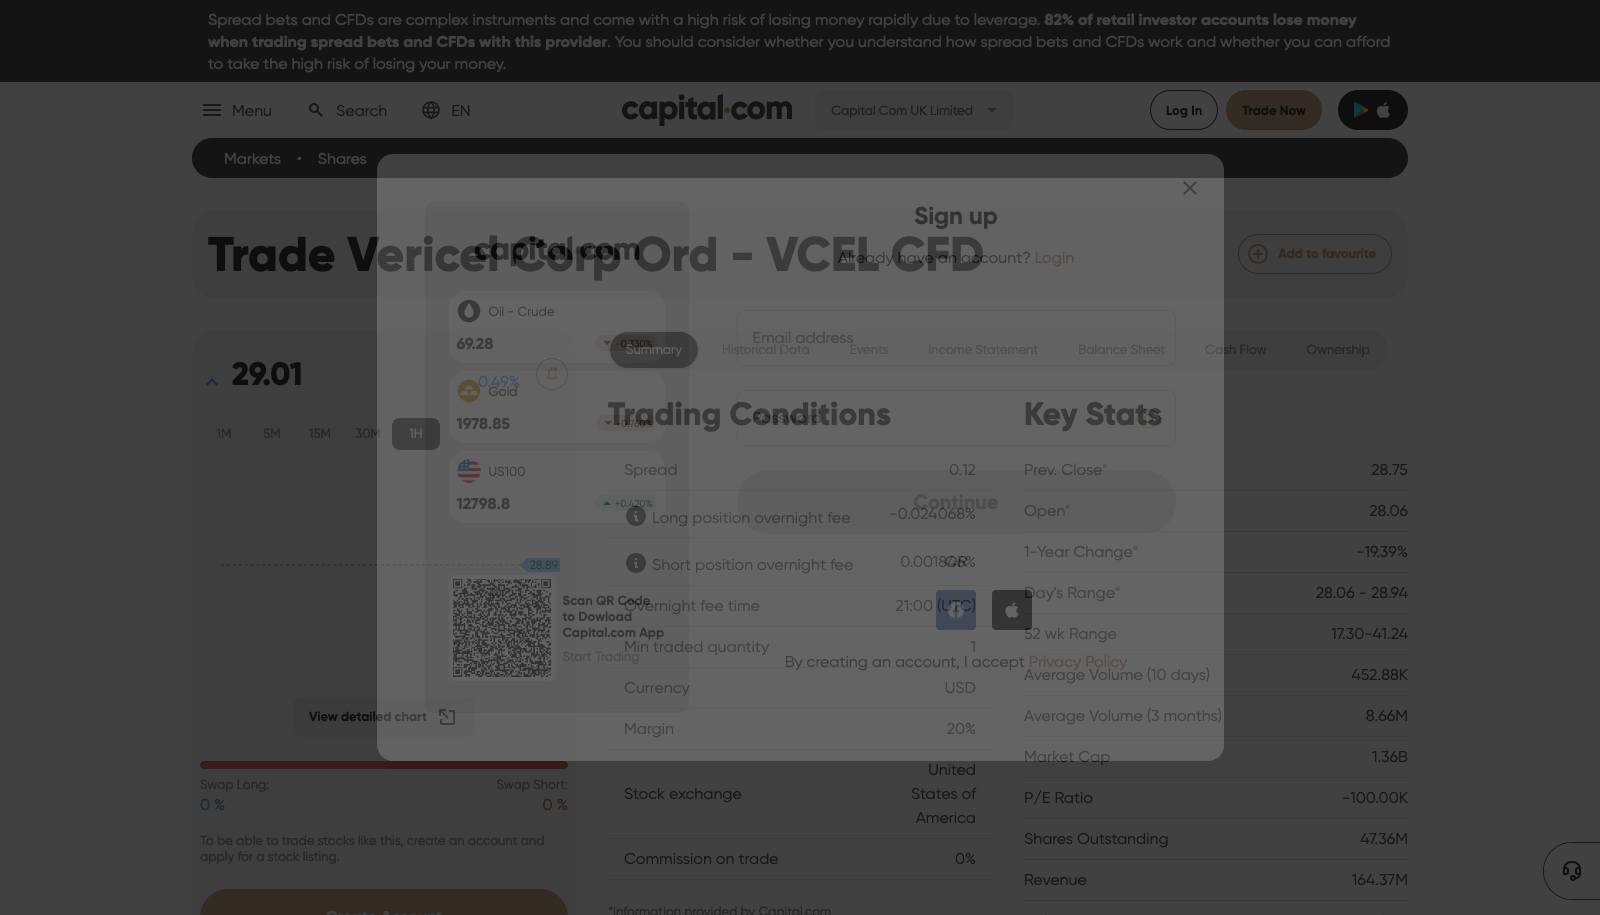 Spread bets and CFDs are complex instruments and come with a high risk of losing money rapidly due to leverage. 82% of retail investor accounts lose money
when trading spread bets and CFDs with this provider. You should consider whether you understand how spread bets and CFDs work and whether you can afford
to take the high risk of losing your money.
Menu
Search
EN
capital.com
Capital Com UK Limited
Log In
Trade Now
Markets • Shares
Trade Vericel Corp Ord - VCEL CFD
Add to favourite
Sign up
Already have an account? Login
capital.com
Oil - Crude
69.28
-0.330%
Gold
1978.85
US100
12798.8
+0.420%
Scan QR Code
to Dowload
Capital.com App
Start Trading
Email address
Password
Continue
OR
By creating an account, I accept Privacy Policy
29.01
0.49%
1M
5M
15M
30M
1H
28.89
View detailed chart
Swap Long:
Swap Short:
0 %
0 %
To be able to trade stocks like this, create an account and
apply for a stock listing.
Create Account
Summary
Historical Data
Events
Income Statement
Balance Sheet
Cash Flow
Ownership
Trading Conditions
Spread 0.12
Long position overnight fee -0.024068%
Short position overnight fee 0.001846%
Overnight fee time 21:00 (UTC)
Min traded quantity 1
Currency USD
Margin 20%
Stock exchange United
States of
America
Commission on trade 0%
*Information provided by Capital.com
Key Stats
Prev. Close* 28.75
Open* 28.06
1-Year Change* -19.39%
Day's Range* 28.06 - 28.94
52 wk Range 17.30-41.24
Average Volume (10 days) 452.88K
Average Volume (3 months) 8.66M
Market Cap 1.36B
P/E Ratio -100.00K
Shares Outstanding 47.36M
Revenue 164.37M